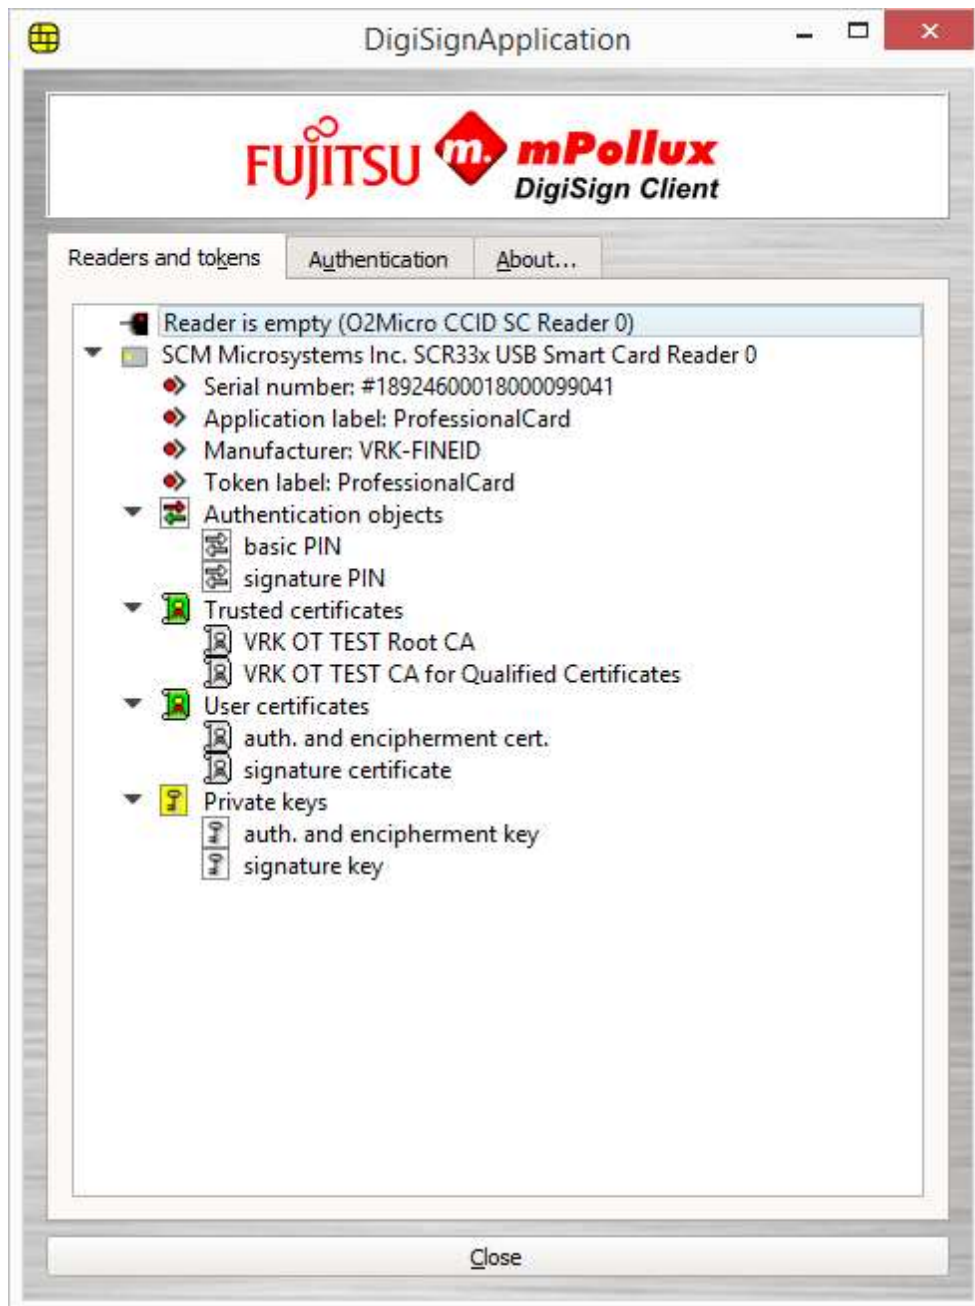 DigiSignApplication
FUJITSU m. mPollux
DigiSign Client
Readers and tokens Authentication About...
Reader is empty (O2Micro CCID SC Reader 0)
SCM Microsystems Inc. SCR33x USB Smart Card Reader 0
Serial number: #18924600018000099041
Application label: ProfessionalCard
Manufacturer: VRK-FINEID
Token label: ProfessionalCard
Authentication objects
basic PIN
signature PIN
Trusted certificates
VRK OT TEST Root CA
VRK OT TEST CA for Qualified Certificates
User certificates
auth. and encipherment cert.
signature certificate
Private keys
auth. and encipherment key
signature key
Close